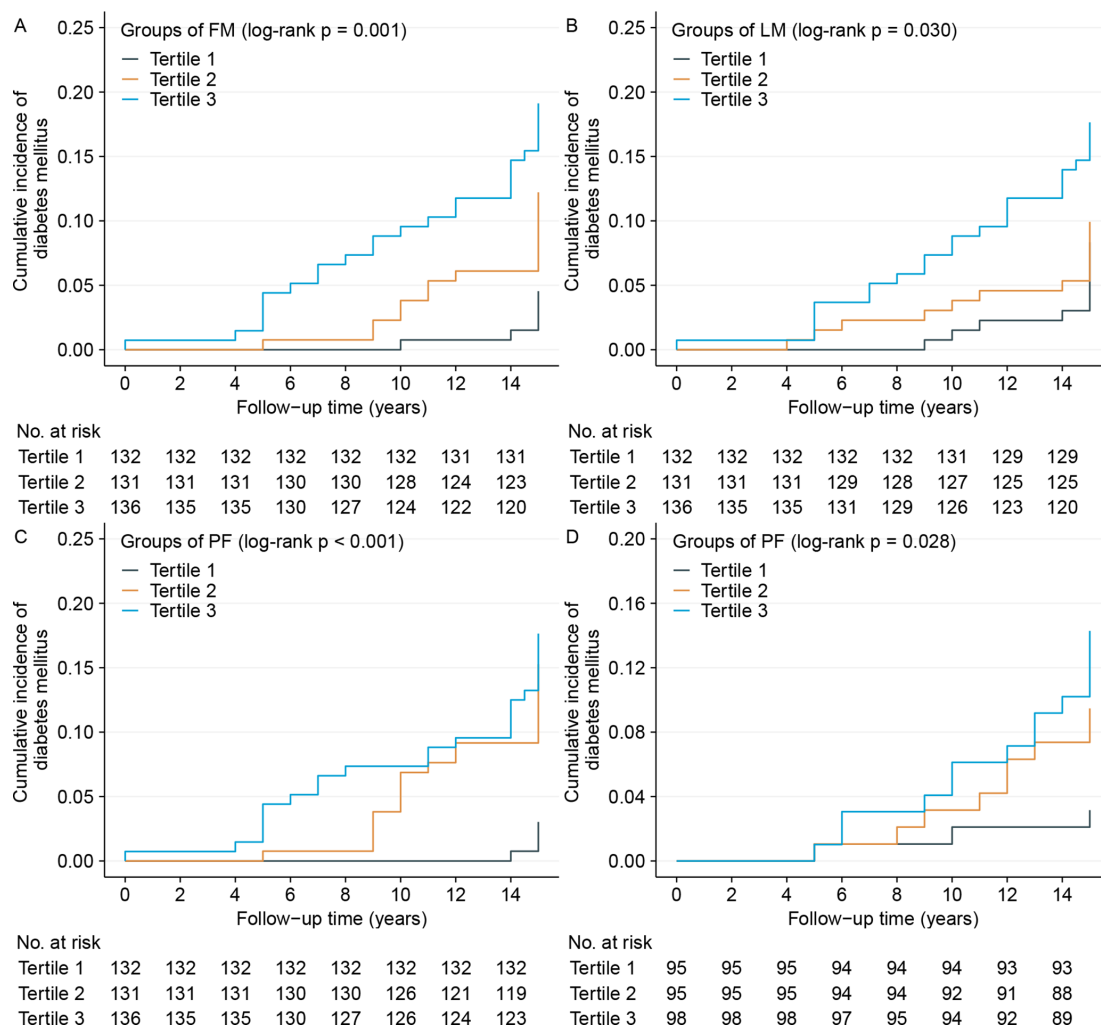 A
Groups of FM (log-rank p = 0.001)
Tertile 1
Tertile 2
Tertile 3
Cumulative incidence of
diabetes mellitus
0.25
0.20
0.15
0.10
0.05
0.00
0 2 4 6 8 10 12 14
Follow-up time (years)
No. at risk
Tertile 1 132 132 132 132 132 132 131 131
Tertile 2 131 131 131 130 130 128 124 123
Tertile 3 136 135 135 130 127 124 122 120
B
Groups of LM (log-rank p = 0.030)
Tertile 1
Tertile 2
Tertile 3
Cumulative incidence of
diabetes mellitus
0.25
0.20
0.15
0.10
0.05
0.00
0 2 4 6 8 10 12 14
Follow-up time (years)
No. at risk
Tertile 1 132 132 132 132 132 131 129 129
Tertile 2 131 131 131 129 128 127 125 125
Tertile 3 136 135 135 131 129 126 123 120
C
Groups of PF (log-rank p < 0.001)
Tertile 1
Tertile 2
Tertile 3
Cumulative incidence of
diabetes mellitus
0.25
0.20
0.15
0.10
0.05
0.00
0 2 4 6 8 10 12 14
Follow-up time (years)
No. at risk
Tertile 1 132 132 132 132 132 132 132 132
Tertile 2 131 131 131 130 130 126 121 119
Tertile 3 136 135 135 130 127 126 124 123
D
Groups of PF (log-rank p = 0.028)
Tertile 1
Tertile 2
Tertile 3
Cumulative incidence of
diabetes mellitus
0.20
0.16
0.12
0.08
0.04
0.00
0 2 4 6 8 10 12 14
Follow-up time (years)
No. at risk
Tertile 1 95 95 95 94 94 94 93 93
Tertile 2 95 95 95 94 94 92 91 88
Tertile 3 98 98 98 97 95 94 92 89